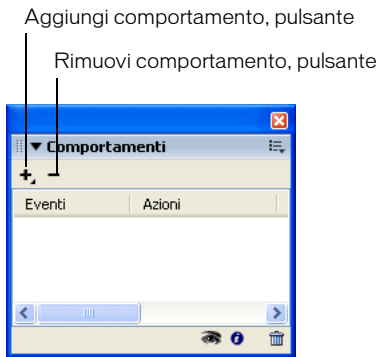 Aggiungi comportamento, pulsante
Rimuovi comportamento, pulsante
Comportamenti
Eventi Azioni